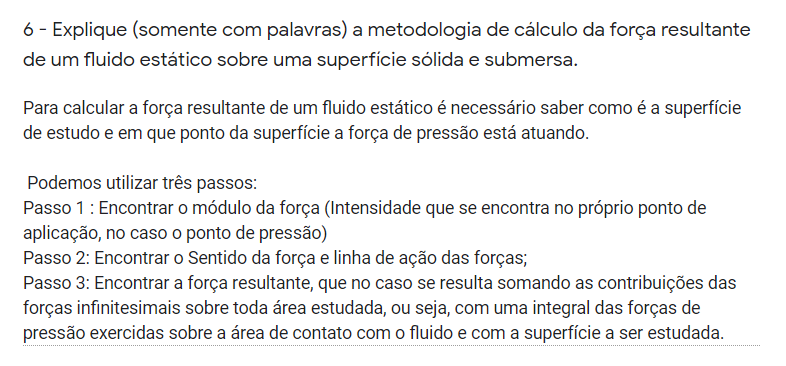 6 - Explique (somente com palavras) a metodologia de cálculo da força resultante
de um fluido estático sobre uma superfície sólida e submersa.
Para calcular a força resultante de um fluido estático é necessário saber como é a superfície
de estudo e em que ponto da superfície a força de pressão está atuando.
Podemos utilizar três passos:
Passo 1 : Encontrar o módulo da força (Intensidade que se encontra no próprio ponto de
aplicação, no caso o ponto de pressão)
Passo 2: Encontrar o Sentido da força e linha de ação das forças;
Passo 3: Encontrar a força resultante, que no caso se resulta somando as contribuições das
forças infinitesimais sobre toda área estudada, ou seja, com uma integral das forças de
pressão exercidas sobre a área de contato com o fluido e com a superfície a ser estudada.